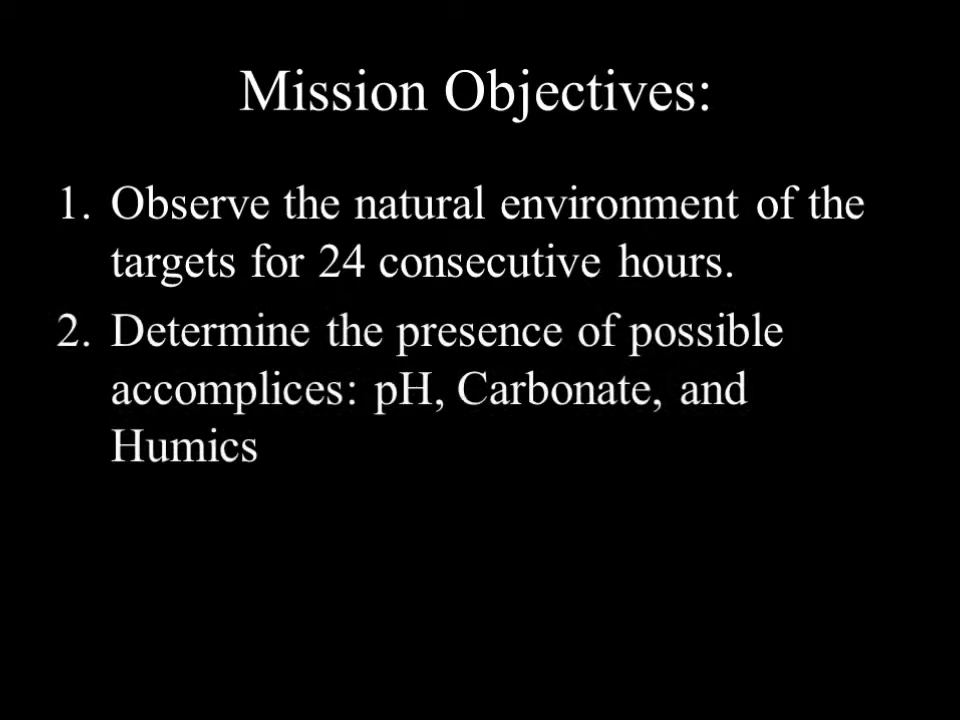 Mission Objectives:
1. Observe the natural environment of the
targets for 24 consecutive hours.
2. Determine the presence of possible
accomplices: pH, Carbonate, and
Humics